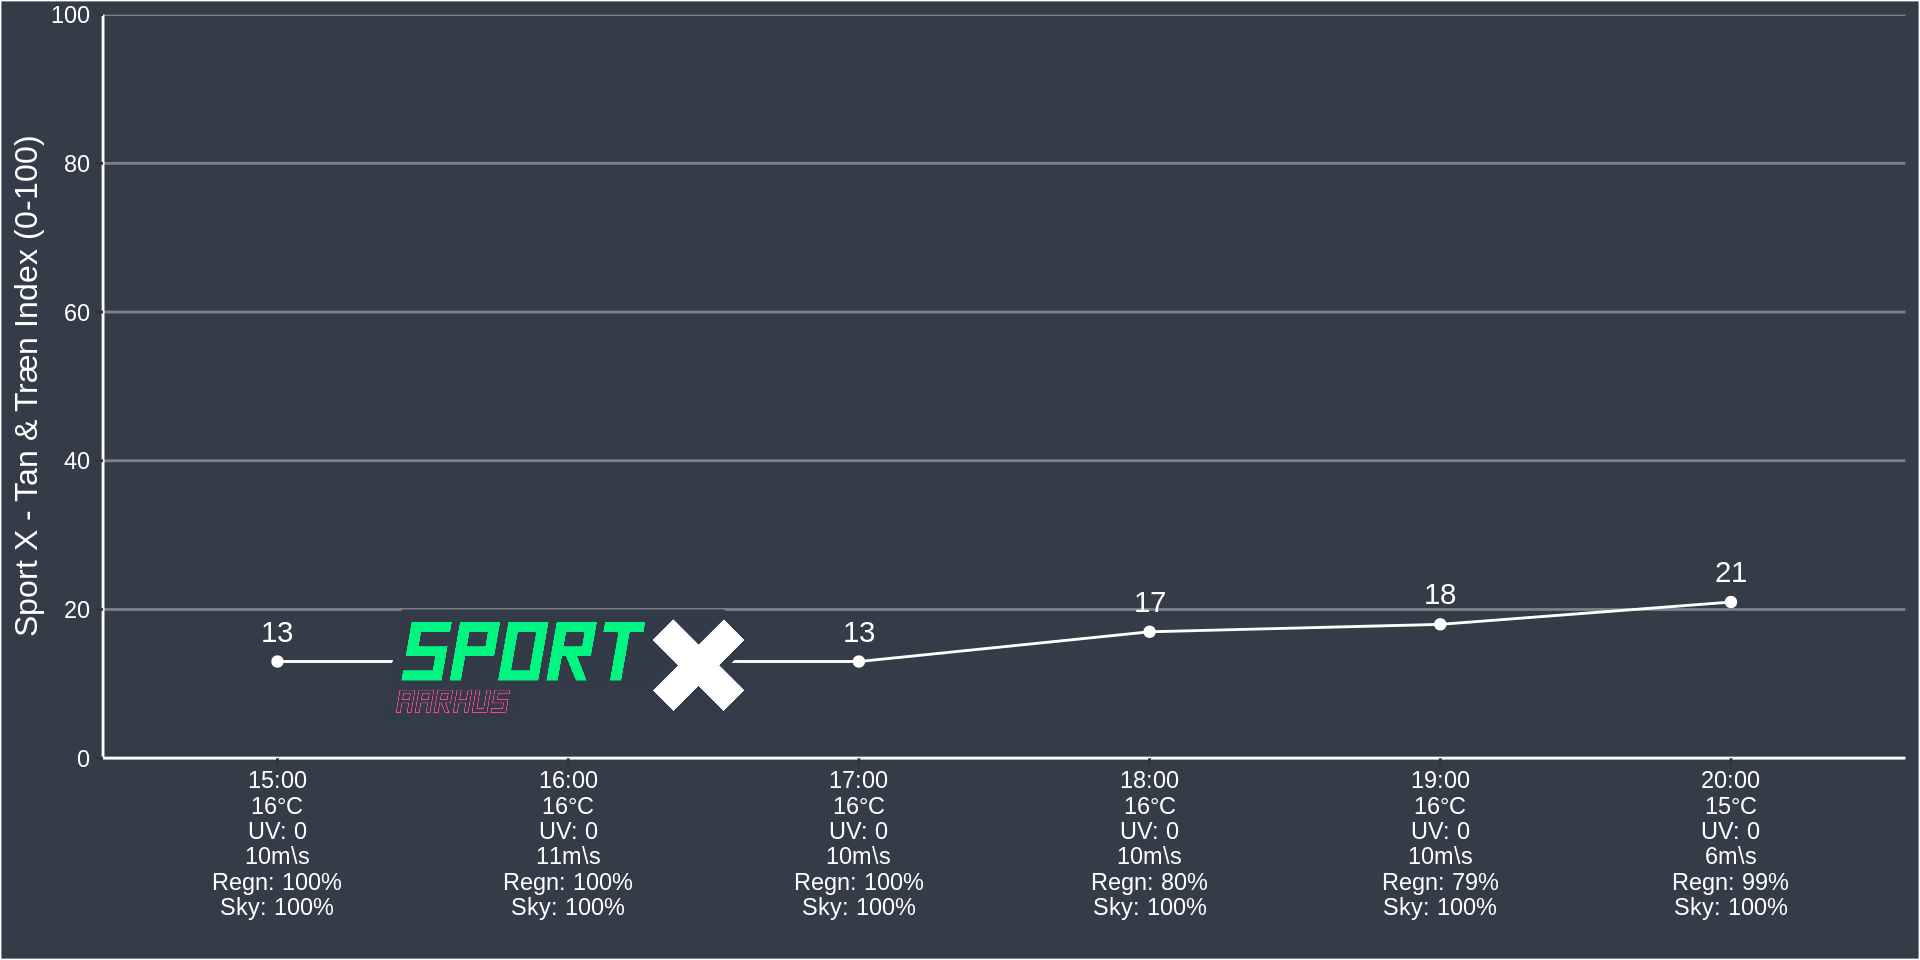 Sport X - Tan & Træn Index (0-100)
100
80
60
40
20
0
13
13
17
18
21
SPORT X
AARHUS
15:00 16:00 17:00 18:00 19:00 20:00
16°C 16°C 16°C 16°C 16°C 15°C
UV: 0 UV: 0 UV: 0 UV: 0 UV: 0 UV: 0
10m\s 11m\s 10m\s 10m\s 10m\s 6m\s
Regn: 100% Regn: 100% Regn: 100% Regn: 80% Regn: 79% Regn: 99%
Sky: 100% Sky: 100% Sky: 100% Sky: 100% Sky: 100% Sky: 100%